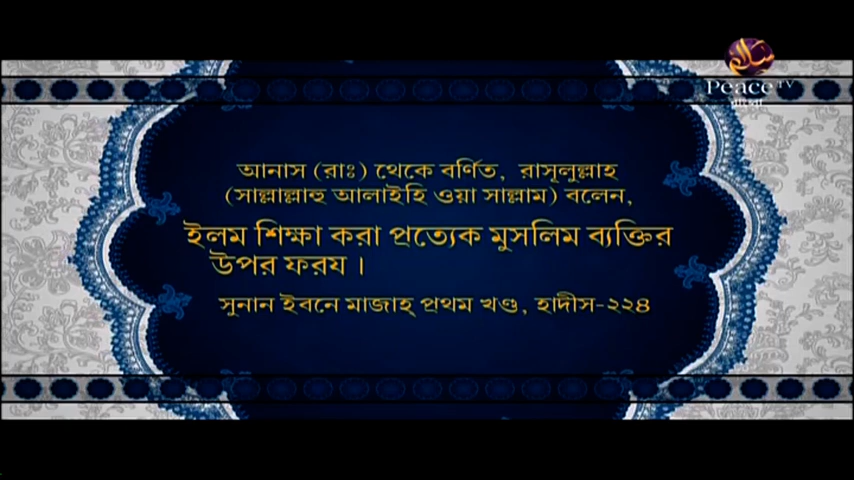 سلام
Peace TV
বাংলা
আনাস (রাঃ) থেকে বর্ণিত, রাসূলুল্লাহ
(সাল্লাল্লাহু আলাইহি ওয়া সাল্লাম) বলেন,
ইলম শিক্ষা করা প্রত্যেক মুসলিম ব্যক্তির
উপর ফরয ।
সুনান ইবনে মাজাহ্ প্রথম খণ্ড, হাদীস-২২৪